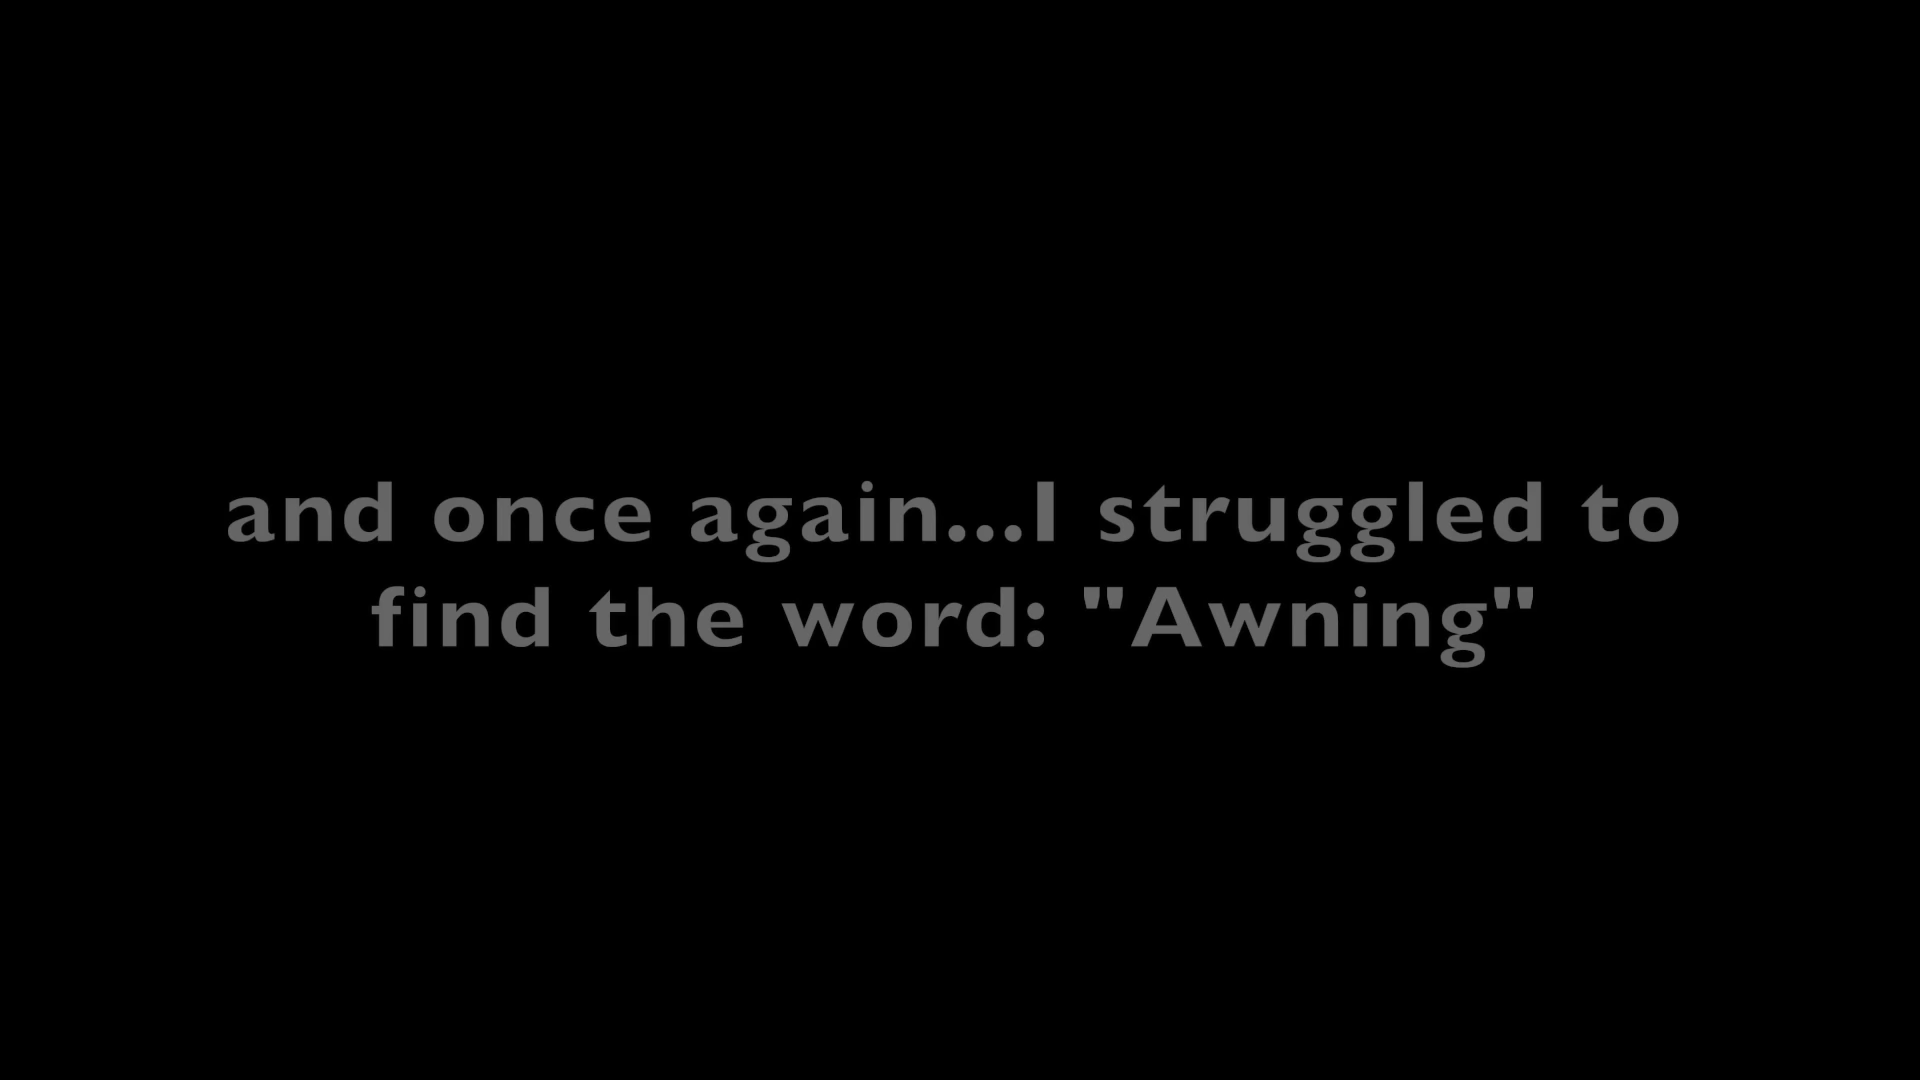 and once again...I struggled to
find the word: "Awning"